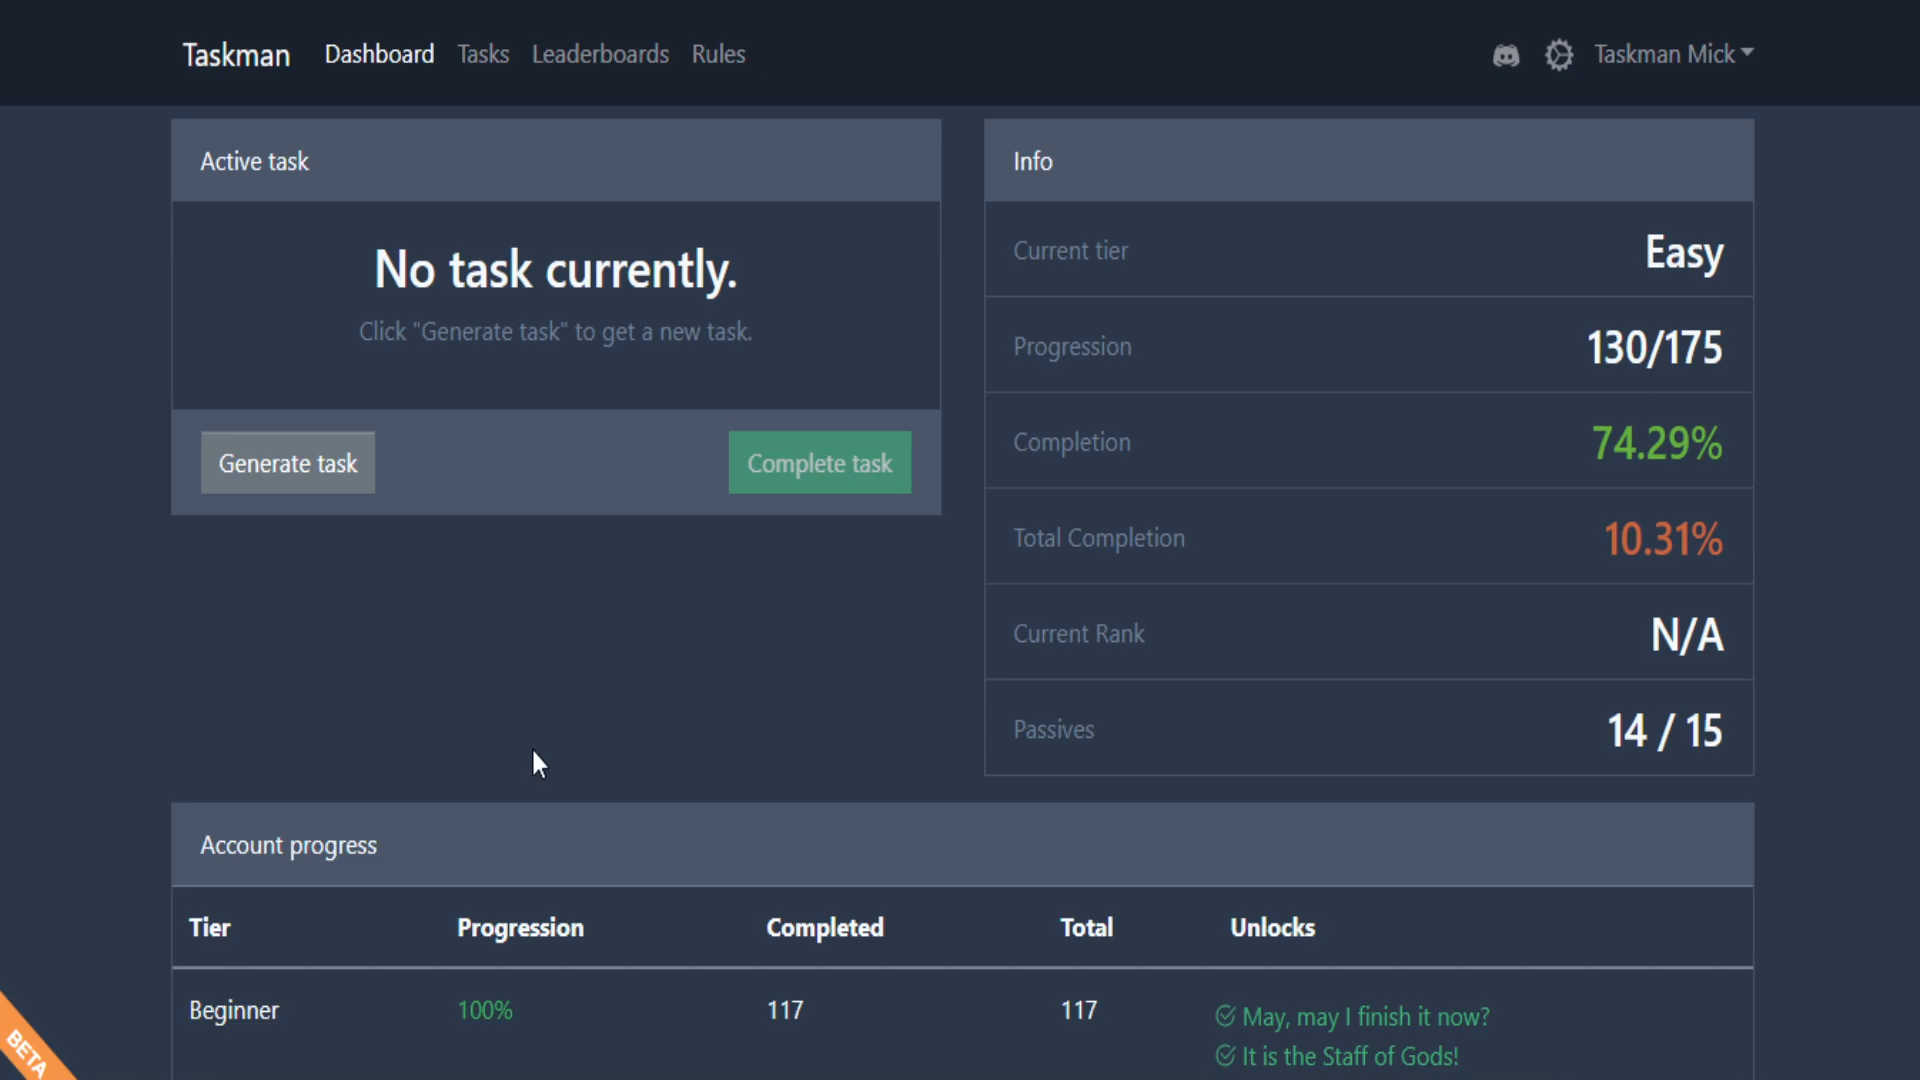 Taskman Dashboard Tasks Leaderboards Rules Taskman Mick
Active task
No task currently.
Click "Generate task" to get a new task.
Generate task Complete task
Info
Current tier Easy
Progression 130/175
Completion 74.29%
Total Completion 10.31%
Current Rank N/A
Passives 14 / 15
Account progress
Tier Progression Completed Total Unlocks
Beginner 100% 117 117 May, may I finish it now?
It is the Staff of Gods!
BETA